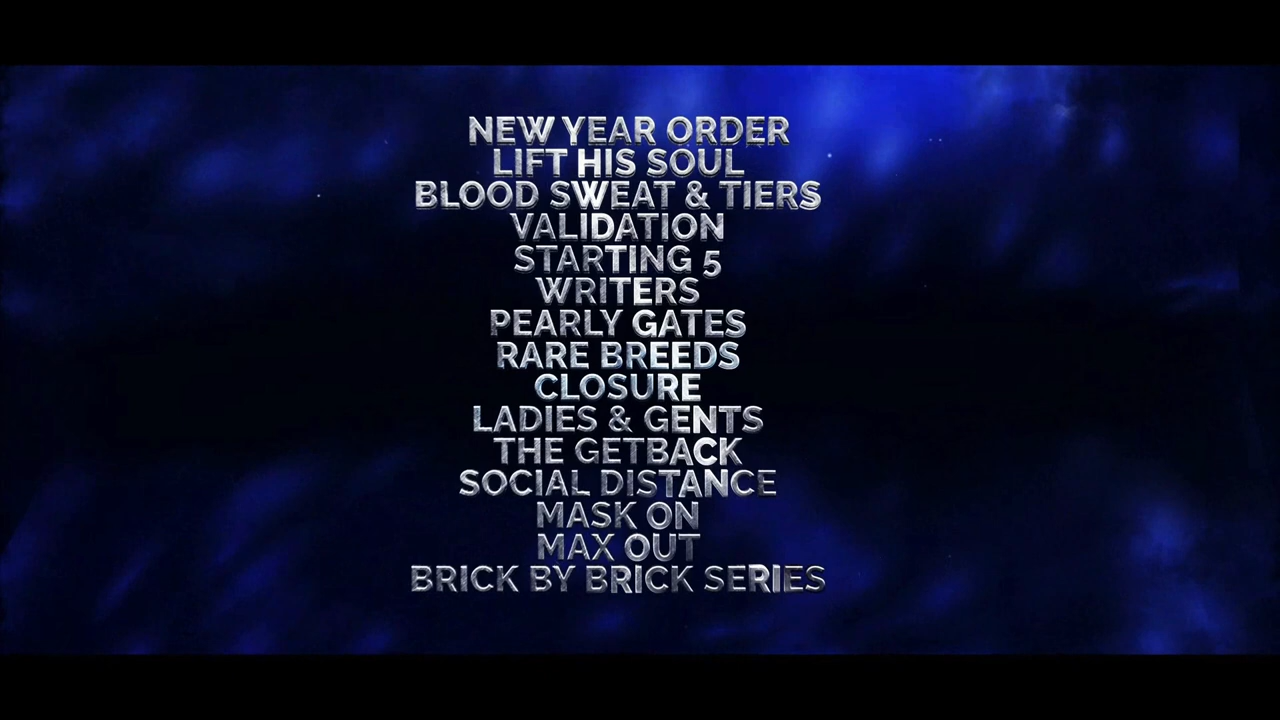 NEW YEAR ORDER
LIFT HIS SOUL
BLOOD SWEAT & TIERS
VALIDATION
STARTING 5
WRITERS
PEARLY GATES
RARE BREEDS
CLOSURE
LADIES & GENTS
THE GETBACK
SOCIAL DISTANCE
MASK ON
MAX OUT
BRICK BY BRICK SERIES